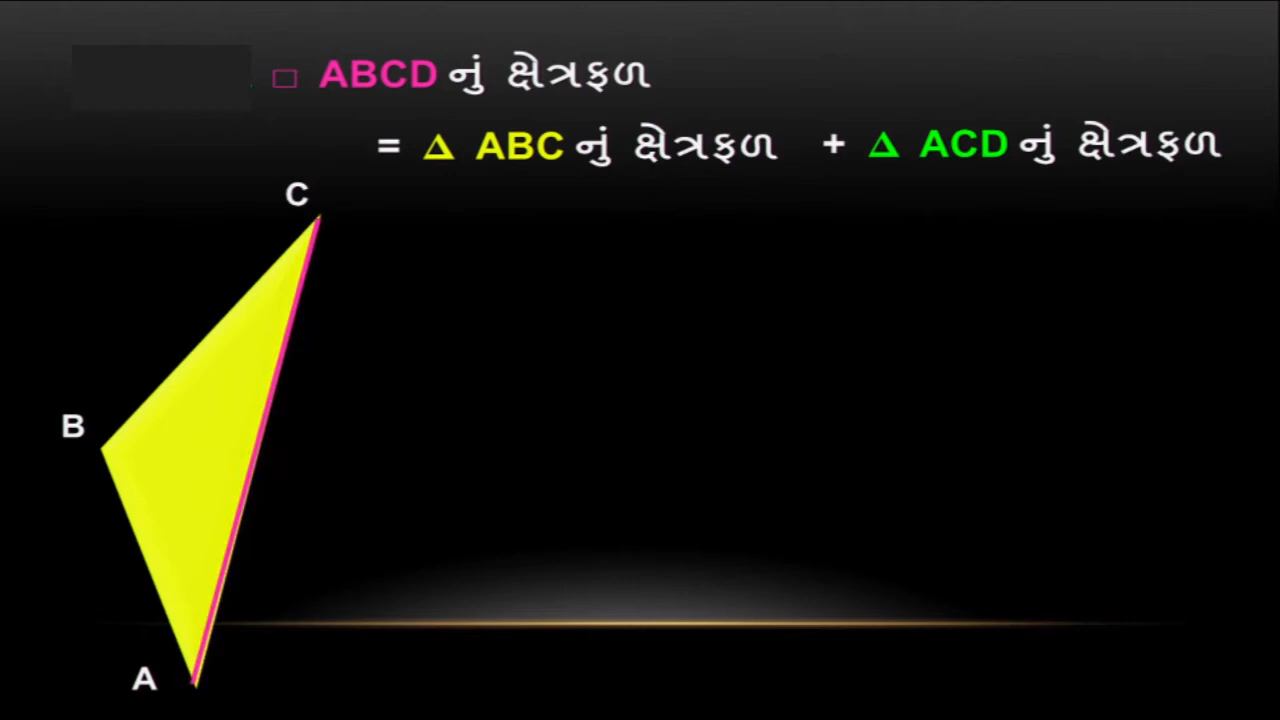 □ ABCD નું ક્ષેત્રફળ
= Δ ABC નું ક્ષેત્રફળ + Δ ACD નું ક્ષેત્રફળ
C
B
A